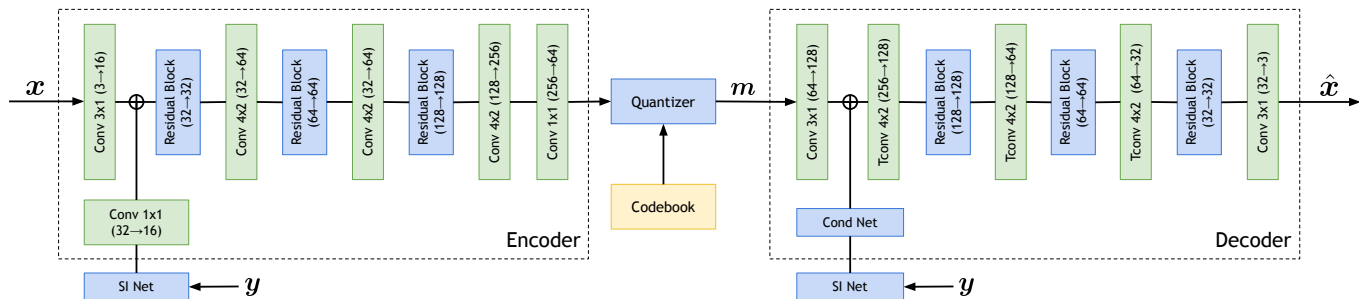 x
Conv 3x1 (3→16)
Residual Block
(32→32)
Conv 4x2 (32→64)
Residual Block
(64→64)
Conv 4x2 (32→64)
Residual Block
(128→128)
Conv 4x2 (128→256)
Conv 1x1 (256→64)
Conv 1x1
(32→16)
Encoder
SI Net
y
Quantizer
Codebook
m
Conv 3x1 (64→128)
Tconv 4x2 (256→128)
Residual Block
(128→128)
Tconv 4x2 (128→64)
Residual Block
(64→64)
Tconv 4x2 (64→32)
Residual Block
(32→32)
Conv 3x1 (32→3)
x̂
Cond Net
Decoder
SI Net
y